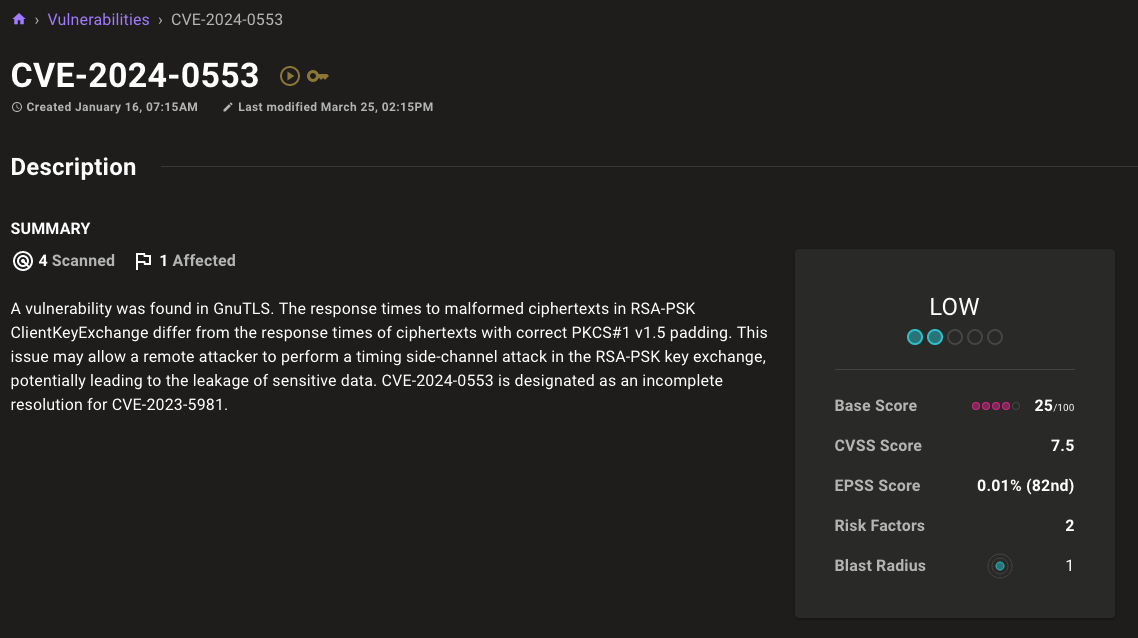 Vulnerabilities › CVE-2024-0553
CVE-2024-0553
Created January 16, 07:15AM Last modified March 25, 02:15PM
Description
SUMMARY
4 Scanned 1 Affected
A vulnerability was found in GnuTLS. The response times to malformed ciphertexts in RSA-PSK
ClientKeyExchange differ from the response times of ciphertexts with correct PKCS#1 v1.5 padding. This
issue may allow a remote attacker to perform a timing side-channel attack in the RSA-PSK key exchange,
potentially leading to the leakage of sensitive data. CVE-2024-0553 is designated as an incomplete
resolution for CVE-2023-5981.
LOW
Base Score 25/100
CVSS Score 7.5
EPSS Score 0.01% (82nd)
Risk Factors 2
Blast Radius 1